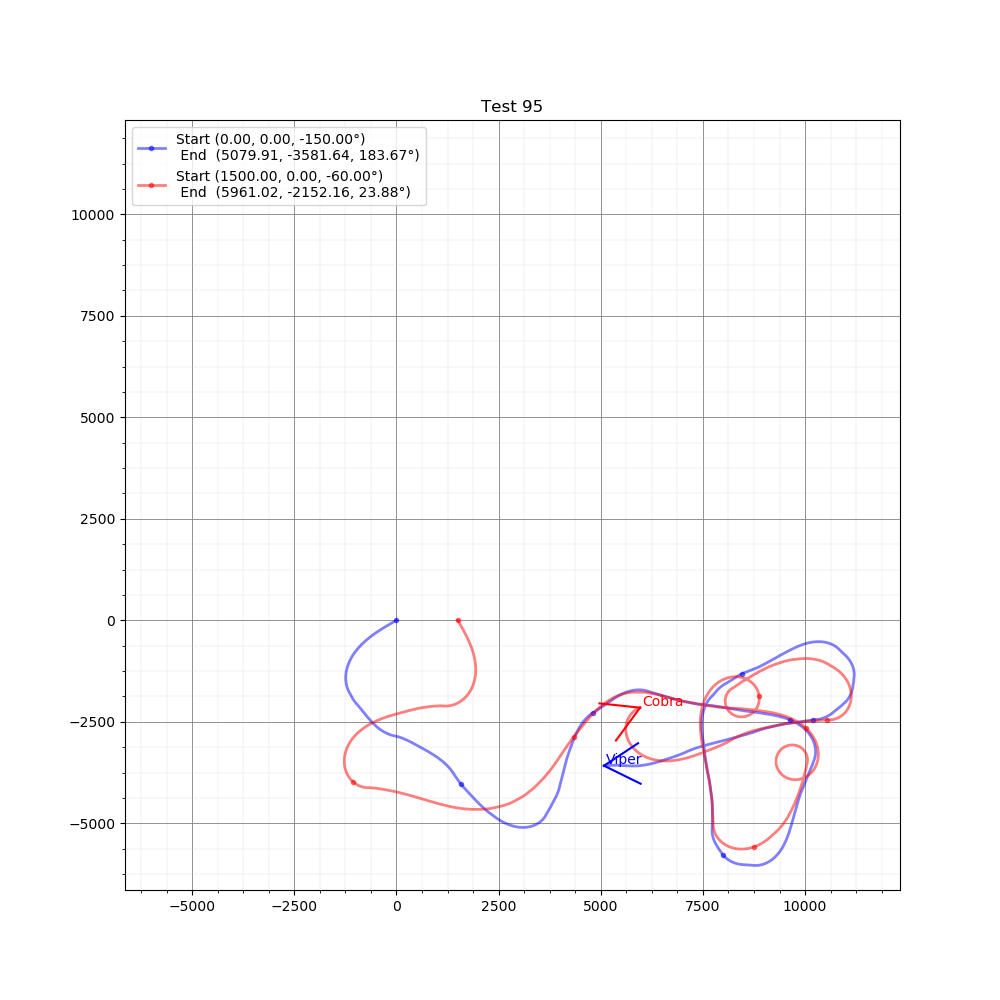 Test 95
Start (0.00, 0.00, -150.00°)
End (5079.91, -3581.64, 183.67°)
Start (1500.00, 0.00, -60.00°)
End (5961.02, -2152.16, 23.88°)
10000
7500
5000
2500
0
−2500
−5000
Cobra
Viper
−5000
−2500
0
2500
5000
7500
10000